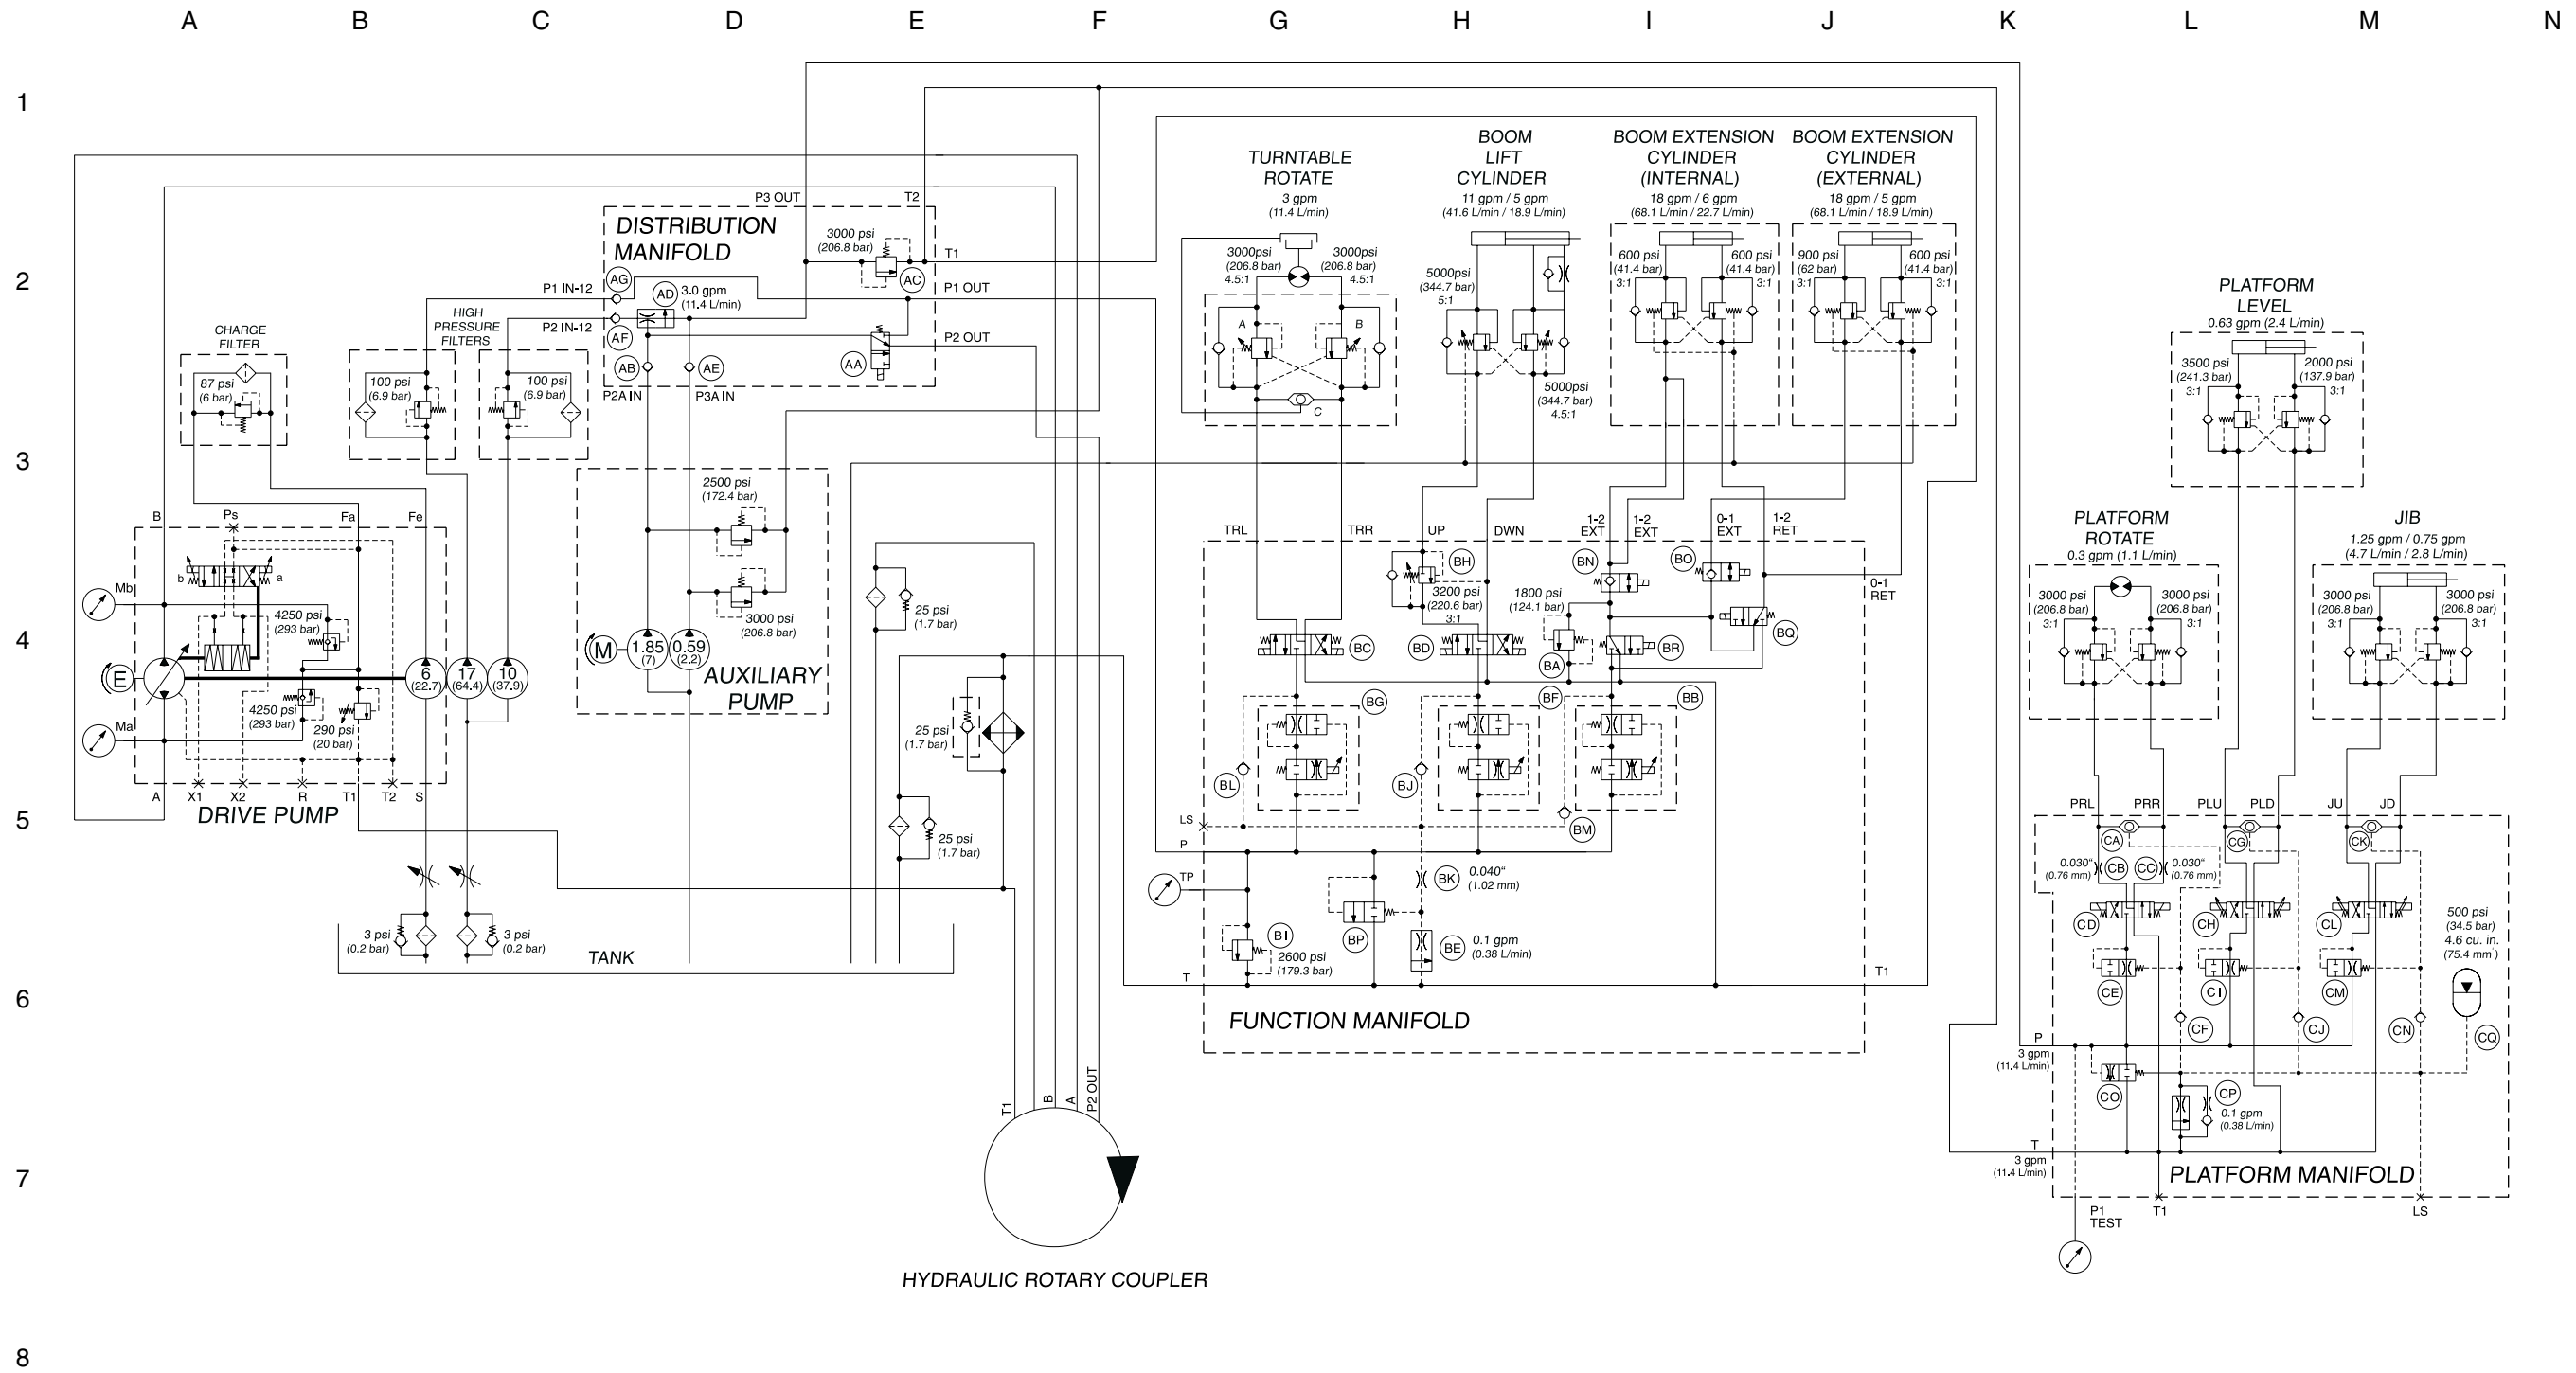 A B C D E F G H I J K L M N
1
2
3
4
5
6
7
8
P3 OUT
T2
DISTRIBUTION
MANIFOLD
3000 psi
(206.8 bar)
AC
T1
AG
P1 IN-12
AD
3.0 gpm
(11.4 L/min)
P1 OUT
P2 IN-12
AF
AB
AE
AA
P2 OUT
P2A IN
P3A IN
CHARGE
FILTER
87 psi
(6 bar)
HIGH
PRESSURE
FILTERS
100 psi
(6.9 bar)
100 psi
(6.9 bar)
B
Ps
Fa
Fe
b
a
Mb
4250 psi
(293 bar)
E
6
(22.7)
17
(64.4)
10
(37.9)
Ma
4250 psi
(293 bar)
290 psi
(20 bar)
A
X1
X2
R
T1
T2
S
DRIVE PUMP
2500 psi
(172.4 bar)
3000 psi
(206.8 bar)
M
1.85
(7)
0.59
(2.2)
AUXILIARY
PUMP
25 psi
(1.7 bar)
25 psi
(1.7 bar)
25 psi
(1.7 bar)
3 psi
(0.2 bar)
3 psi
(0.2 bar)
TANK
T1
B
A
P2 OUT
HYDRAULIC ROTARY COUPLER
TURNTABLE
ROTATE
3 gpm
(11.4 L/min)
3000psi
(206.8 bar)
4.5:1
3000psi
(206.8 bar)
4.5:1
A
B
C
BOOM
LIFT
CYLINDER
11 gpm / 5 gpm
(41.6 L/min / 18.9 L/min)
5000psi
(344.7 bar)
5:1
5000psi
(344.7 bar)
4.5:1
BOOM EXTENSION
CYLINDER
(INTERNAL)
18 gpm / 6 gpm
(68.1 L/min / 22.7 L/min)
600 psi
(41.4 bar)
3:1
600 psi
(41.4 bar)
3:1
BOOM EXTENSION
CYLINDER
(EXTERNAL)
18 gpm / 5 gpm
(68.1 L/min / 18.9 L/min)
900 psi
(62 bar)
3:1
600 psi
(41.4 bar)
3:1
TRL
TRR
UP
DWN
1-2
EXT
1-2
EXT
0-1
EXT
1-2
RET
0-1
RET
BH
3200 psi
(220.6 bar)
3:1
BN
BO
1800 psi
(124.1 bar)
BC
BD
BA
BR
BQ
BG
BF
BB
BL
BJ
BM
LS
P
TP
BK
0.040"
(1.02 mm)
BI
2600 psi
(179.3 bar)
BP
BE
0.1 gpm
(0.38 L/min)
T
T1
FUNCTION MANIFOLD
PLATFORM
LEVEL
0.63 gpm (2.4 L/min)
3500 psi
(241.3 bar)
3:1
2000 psi
(137.9 bar)
3:1
PLATFORM
ROTATE
0.3 gpm (1.1 L/min)
3000 psi
(206.8 bar)
3:1
3000 psi
(206.8 bar)
3:1
JIB
1.25 gpm / 0.75 gpm
(4.7 L/min / 2.8 L/min)
3000 psi
(206.8 bar)
3:1
3000 psi
(206.8 bar)
3:1
PRL
PRR
PLU
PLD
JU
JD
CA
CG
CK
0.030"
(0.76 mm)
CB
CC
0.030"
(0.76 mm)
CD
CH
CL
500 psi
(34.5 bar)
4.6 cu. in.
(75.4 mm³)
CE
CI
CM
CF
CJ
CN
CQ
P
3 gpm
(11.4 L/min)
CO
CP
0.1 gpm
(0.38 L/min)
T
3 gpm
(11.4 L/min)
PLATFORM MANIFOLD
P1
TEST
T1
LS